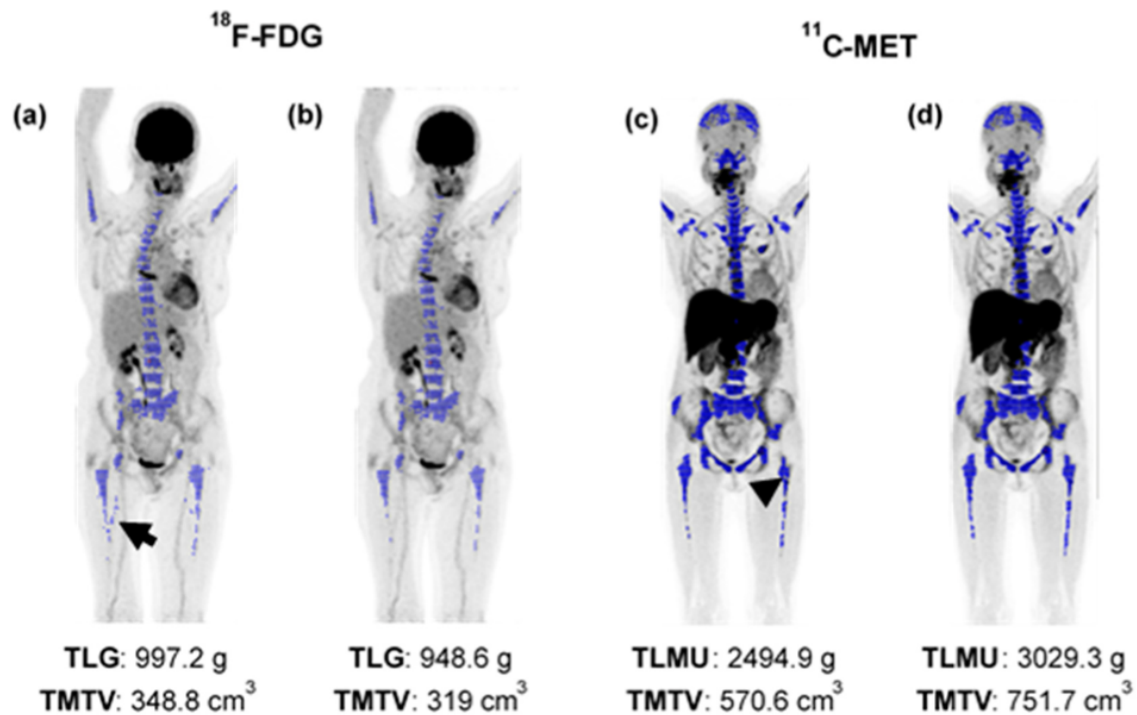 ¹⁸F-FDG
¹¹C-MET
(a)
(b)
(c)
(d)
TLG: 997.2 g
TMTV: 348.8 cm³
TLG: 948.6 g
TMTV: 319 cm³
TLMU: 2494.9 g
TMTV: 570.6 cm³
TLMU: 3029.3 g
TMTV: 751.7 cm³